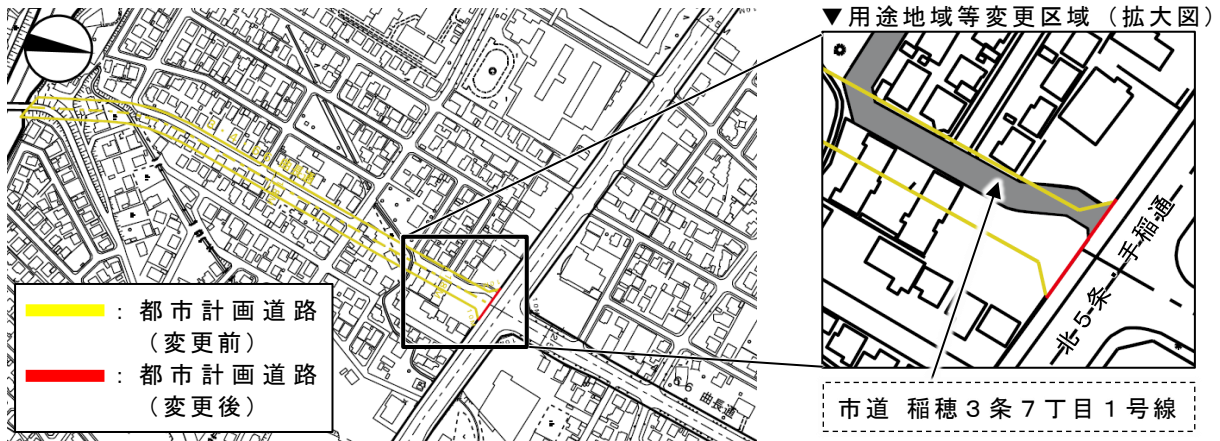 ▼用途地域等変更区域（拡大図）
：都市計画道路
（変更前）
：都市計画道路
（変更後）
曲長通
北５条・手稲通
市道 稲穂３条７丁目１号線